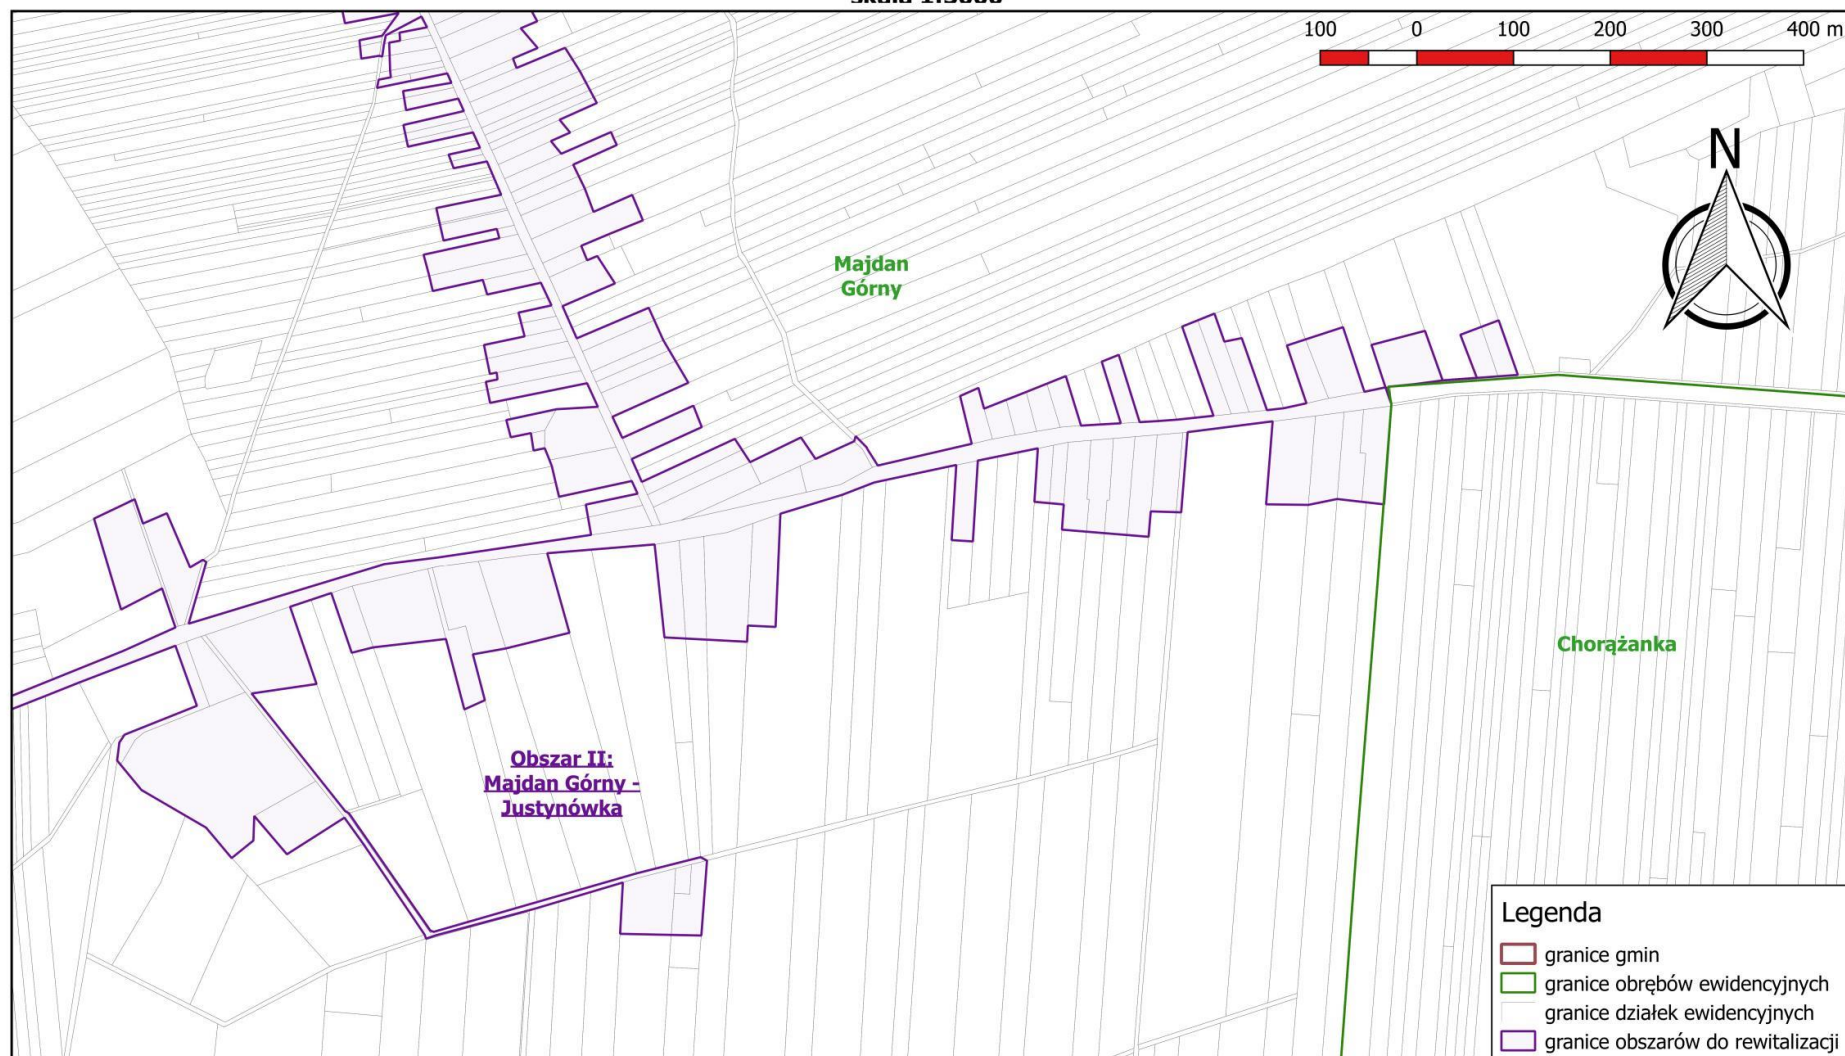 100 0 100 200 300 400 m
N
Majdan
Górny
Chorążanka
Obszar II:
Majdan Górny -
Justynówka
Legenda
granice gmin
granice obrębów ewidencyjnych
granice działek ewidencyjnych
granice obszarów do rewitalizacji